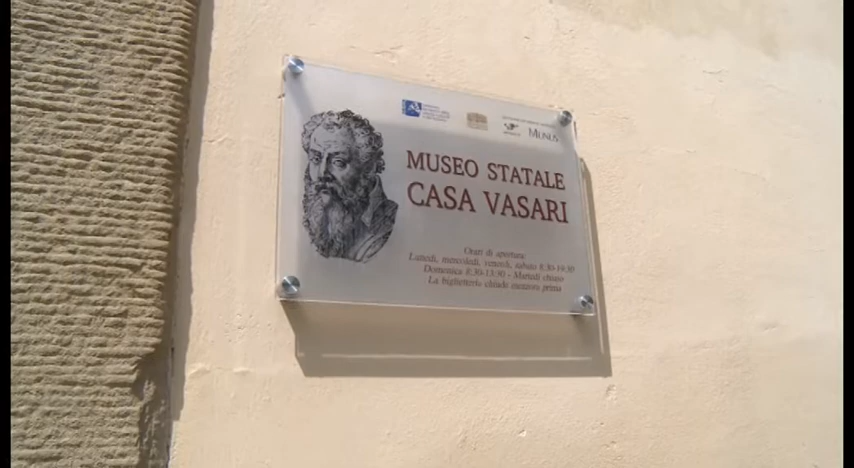 MUNUS
MUSEO STATALE
CASA VASARI
Orari di apertura
Lunedì, mercoledì, venerdì, sabato 8:30-19:30
Domenica 8:30-13:30 - Martedì chiuso
La biglietteria chiude mezzora prima